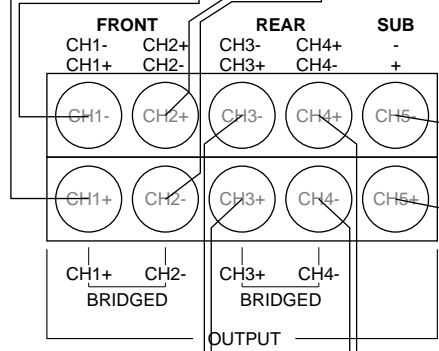 FRONT REAR SUB
CH1- CH2+ CH3- CH4+ -
CH1+ CH2- CH3+ CH4- +
CH1- CH2+ CH3- CH4+ CH5-
CH1+ CH2- CH3+ CH4- CH5+
CH1+ CH2- CH3+ CH4-
BRIDGED BRIDGED
OUTPUT